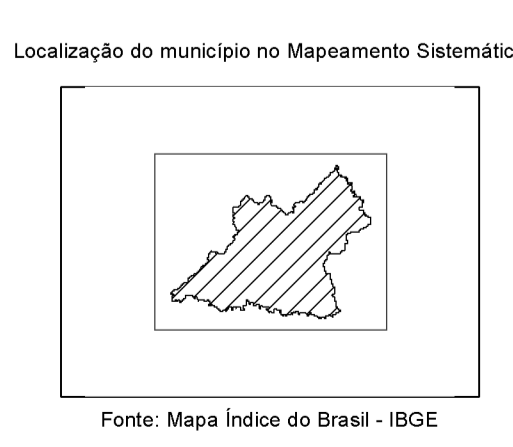 Localização do município no Mapeamento Sistemátic
Fonte: Mapa Índice do Brasil - IBGE